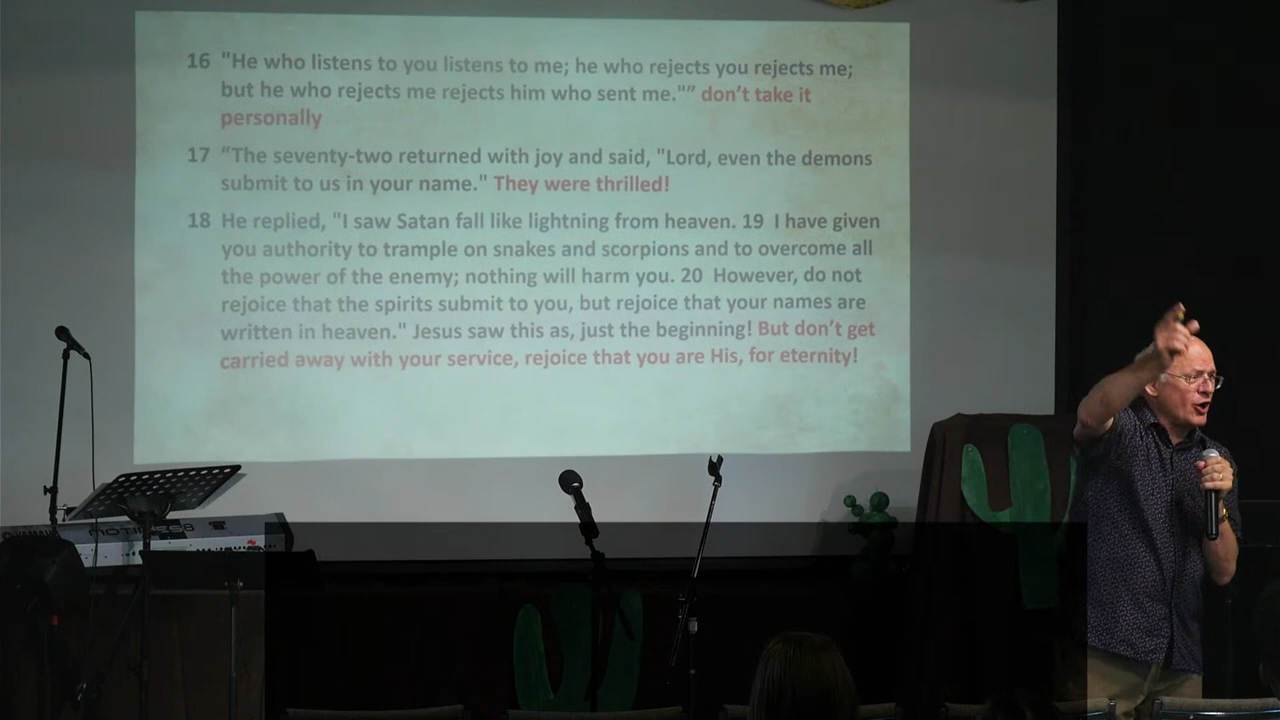 16 "He who listens to you listens to me; he who rejects you rejects me;
but he who rejects me rejects him who sent me."” don’t take it
personally
17 “The seventy-two returned with joy and said, "Lord, even the demons
submit to us in your name." They were thrilled!
18 He replied, "I saw Satan fall like lightning from heaven. 19 I have given
you authority to trample on snakes and scorpions and to overcome all
the power of the enemy; nothing will harm you. 20 However, do not
rejoice that the spirits submit to you, but rejoice that your names are
written in heaven." Jesus saw this as, just the beginning! But don’t get
carried away with your service, rejoice that you are His, for eternity!